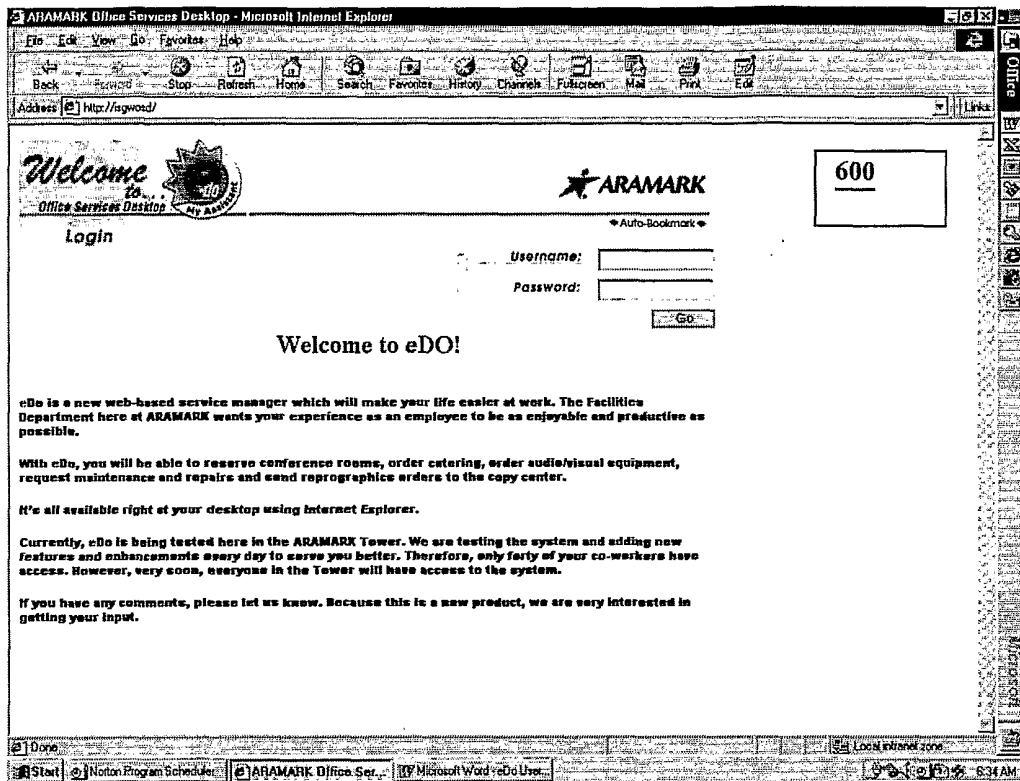 ARAMARK Office Services Desktop - Microsoft Internet Explorer
File Edit View Go Favorites Help
Back Forward Stop Refresh Home Search Favorites History Channels Fullscreen Mail Print Edit
Address http://isgwosd/ Links
Office
Welcome
to...
Office Services Desktop
My Assistant
ARAMARK
600
Auto-Bookmark
Login
Username:
Password:
Go
Welcome to eDO!
eDo is a new web-based service manager which will make your life easier at work. The Facilities
Department here at ARAMARK wants your experience as an employee to be as enjoyable and productive as
possible.
With eDo, you will be able to reserve conference rooms, order catering, order audio/visual equipment,
request maintenance and repairs and send reprographics orders to the copy center.
It's all available right at your desktop using Internet Explorer.
Currently, eDo is being tested here in the ARAMARK Tower. We are testing the system and adding new
features and enhancements every day to serve you better. Therefore, only forty of your co-workers have
access. However, very soon, everyone in the Tower will have access to the system.
If you have any comments, please let us know. Because this is a new product, we are very interested in
getting your input.
Microsoft
Done Local intranet zone
Start Norton Program Scheduler ARAMARK Office Ser... Microsoft Word - eDo User... 6:34 AM